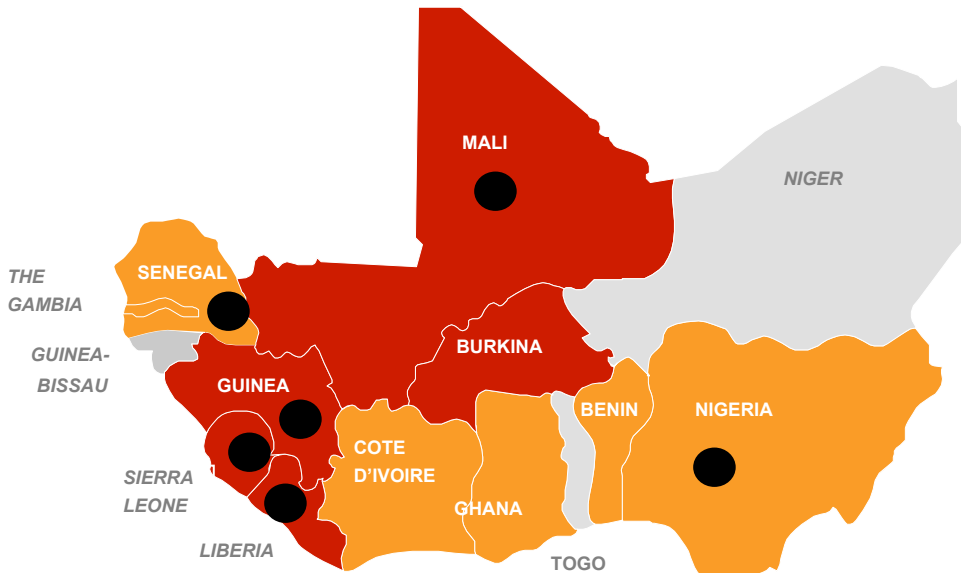 MALI
NIGER
SENEGAL
THE
GAMBIA
GUINEA-
BISSAU
BURKINA
GUINEA
BENIN
NIGERIA
COTE
D'IVOIRE
SIERRA
LEONE
GHANA
LIBERIA
TOGO